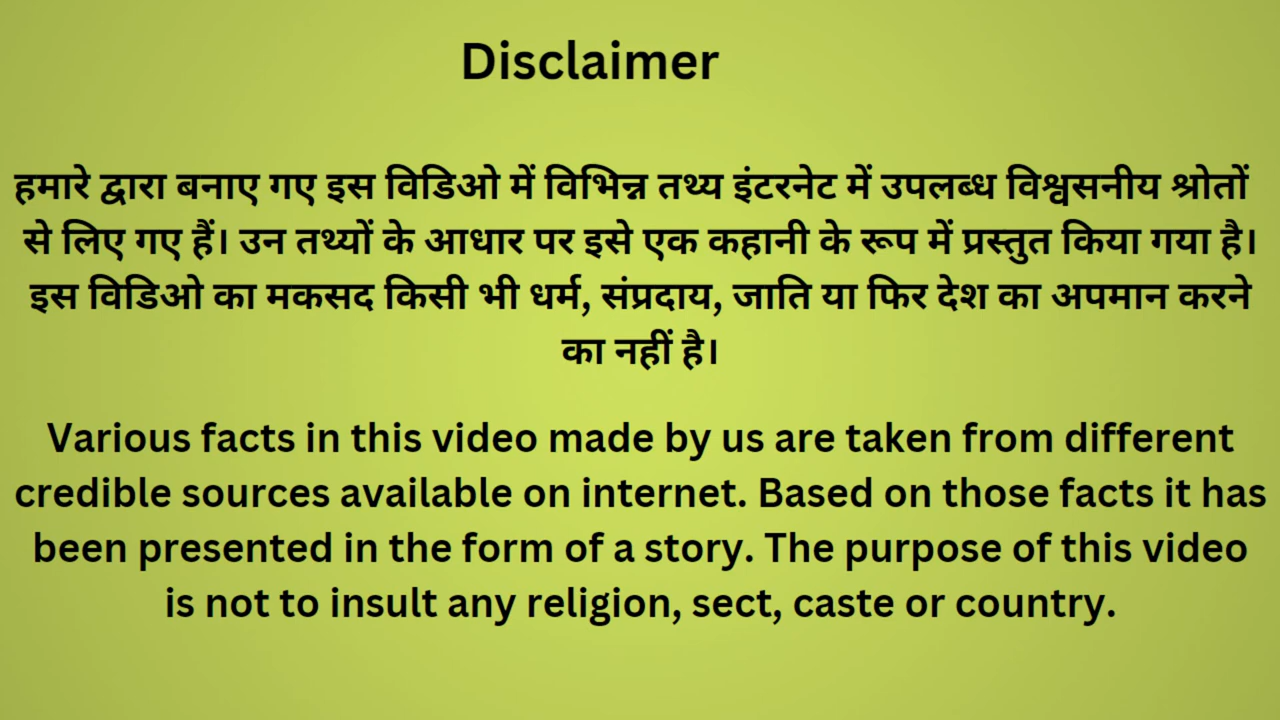 Disclaimer
हमारे द्वारा बनाए गए इस विडिओ में विभिन्न तथ्य इंटरनेट में उपलब्ध विश्वसनीय श्रोतों
से लिए गए हैं। उन तथ्यों के आधार पर इसे एक कहानी के रूप में प्रस्तुत किया गया है।
इस विडिओ का मकसद किसी भी धर्म, संप्रदाय, जाति या फिर देश का अपमान करने
का नहीं है।
Various facts in this video made by us are taken from different
credible sources available on internet. Based on those facts it has
been presented in the form of a story. The purpose of this video
is not to insult any religion, sect, caste or country.